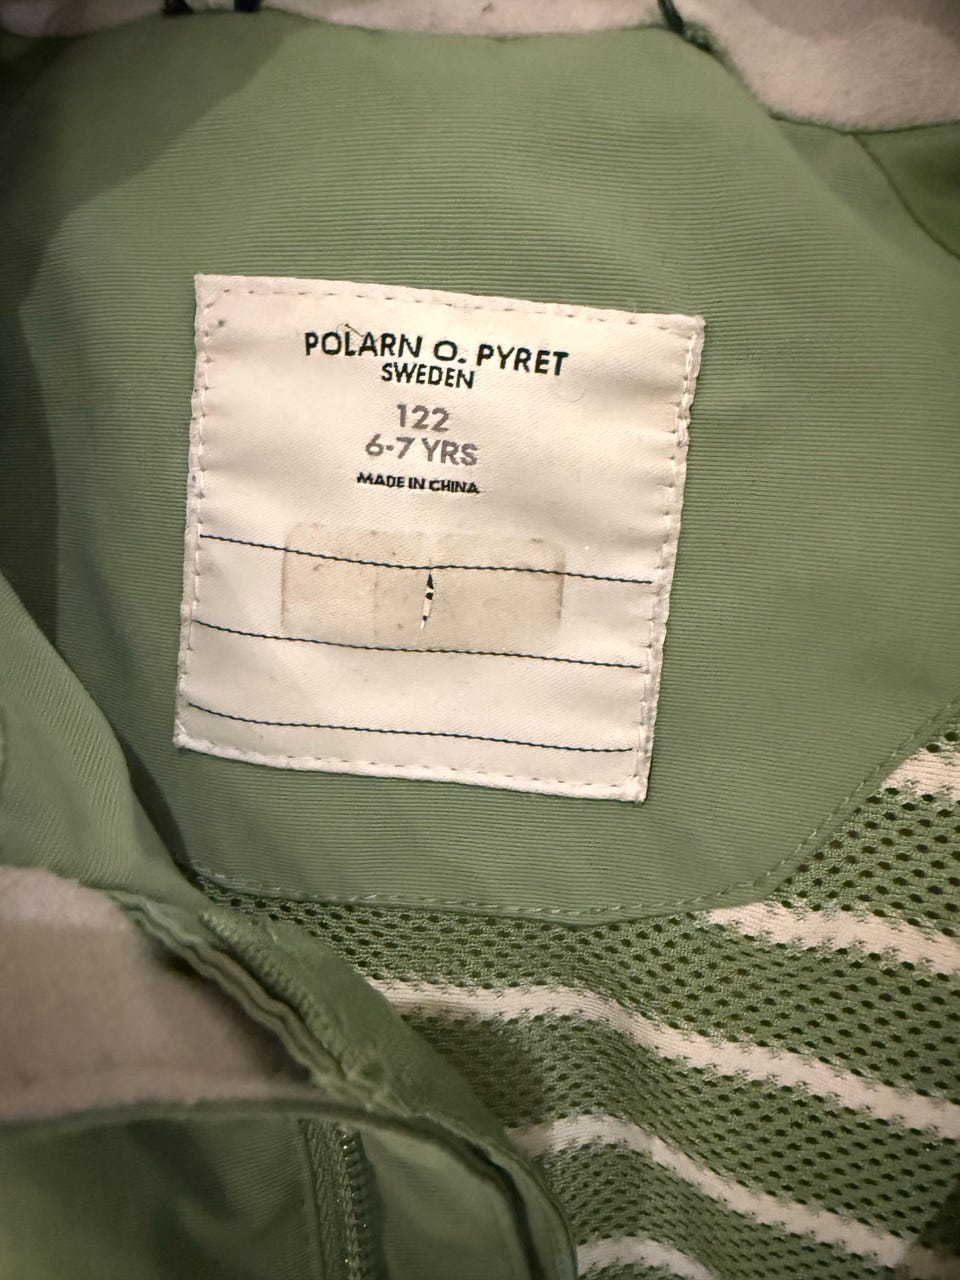 POLARN O. PYRET
SWEDEN
122
6-7 YRS
MADE IN CHINA